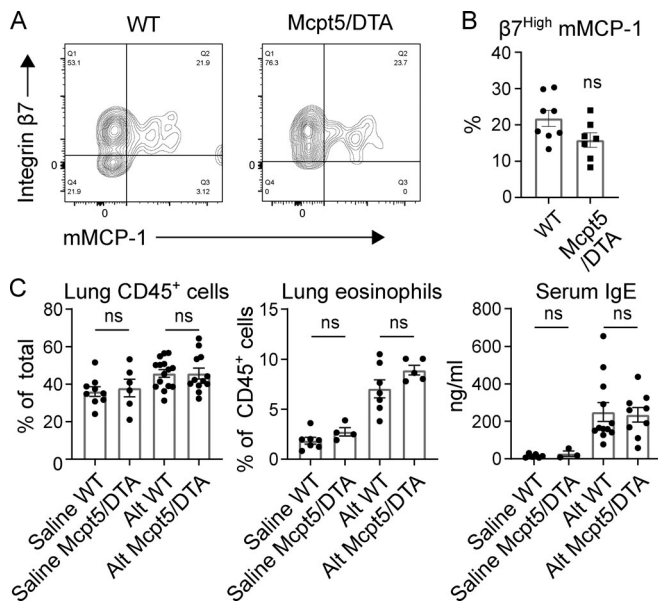 A
WT
Mcpt5/DTA
Q1
53.1
Q2
21.9
Q4
21.9
Q3
3.12
Q1
76.3
Q2
23.7
Q4
0
Q3
0
Integrin β7
0
0
0
0
mMCP-1
B
β7High mMCP-1
ns
%
40
30
20
10
0
WT
Mcpt5
/DTA
C
Lung CD45+ cells
ns
ns
% of total
80
60
40
20
0
Saline WT
Saline Mcpt5/DTA
Alt WT
Alt Mcpt5/DTA
Lung eosinophils
ns
ns
% of CD45+ cells
15
10
5
0
Saline WT
Saline Mcpt5/DTA
Alt WT
Alt Mcpt5/DTA
Serum IgE
ns
ns
ng/ml
800
600
400
200
0
Saline WT
Saline Mcpt5/DTA
Alt WT
Alt Mcpt5/DTA